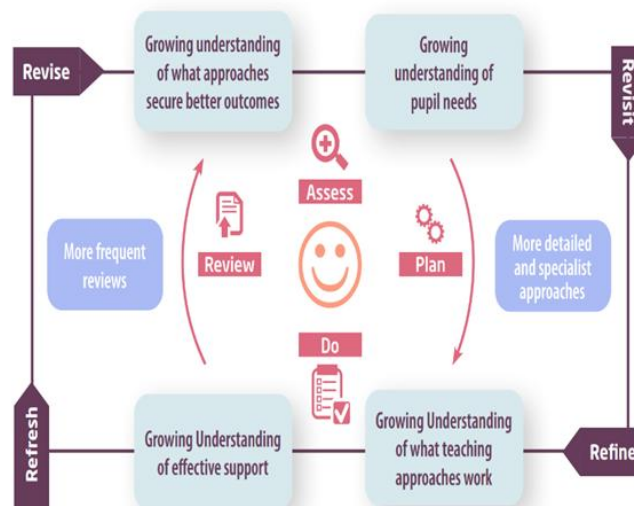 Revise
Growing understanding
of what approaches
secure better outcomes
Growing
understanding of
pupil needs
Revisit
Assess
More frequent
reviews
Review
Plan
More detailed
and specialist
approaches
Do
Refresh
Growing Understanding
of effective support
Growing Understanding
of what teaching
approaches work
Refine